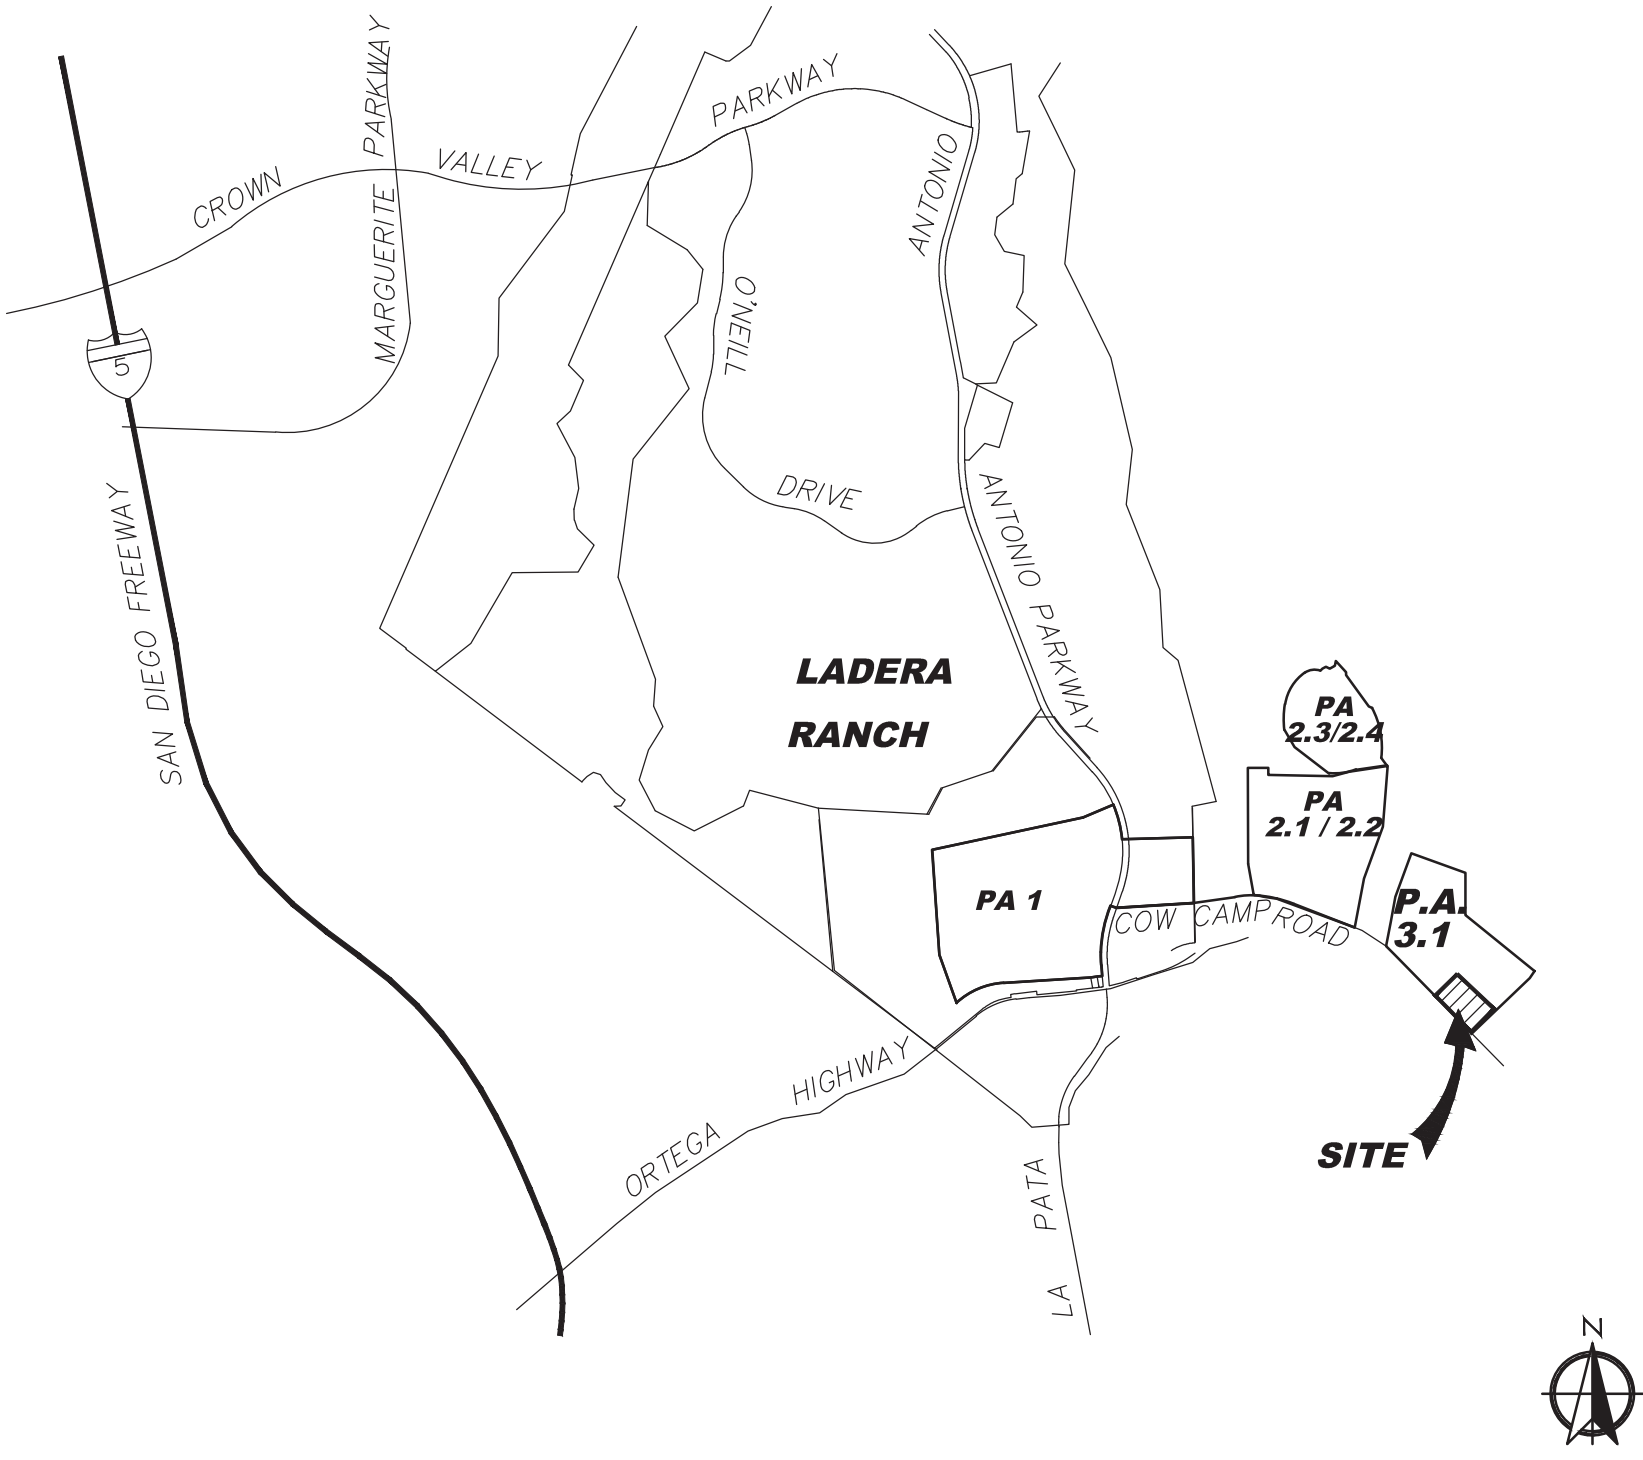 CROWN
VALLEY
PARKWAY
MARGUERITE PARKWAY
5
SAN DIEGO FREEWAY
O'NEILL
DRIVE
ANTONIO
ANTONIO PARKWAY
LADERA
RANCH
PA
2.3/2.4
PA
2.1 / 2.2
PA 1
P.A.
3.1
COW CAMP ROAD
ORTEGA
HIGHWAY
LA PATA
SITE
N